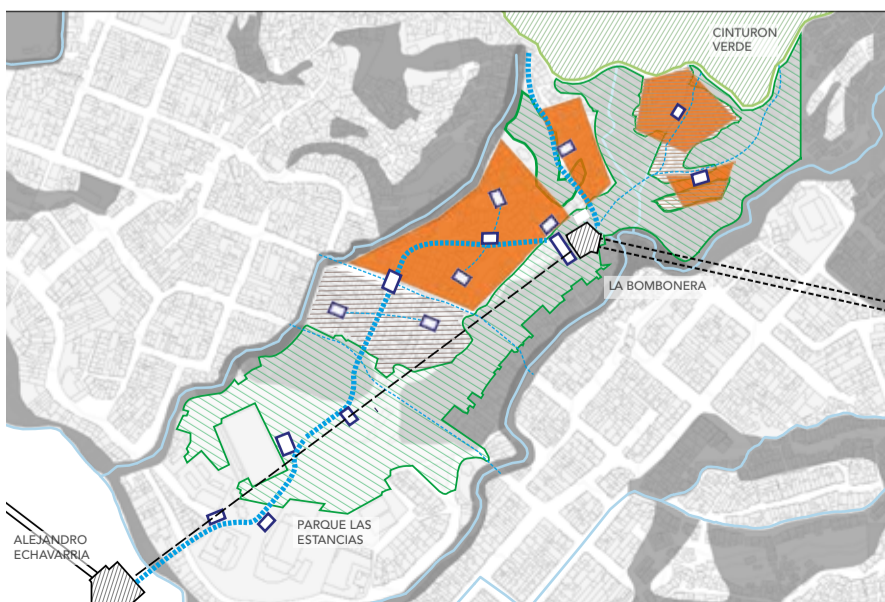 CINTURON
VERDE
LA BOMBONERA
PARQUE LAS
ESTANCIAS
ALEJANDRO
ECHAVARRIA